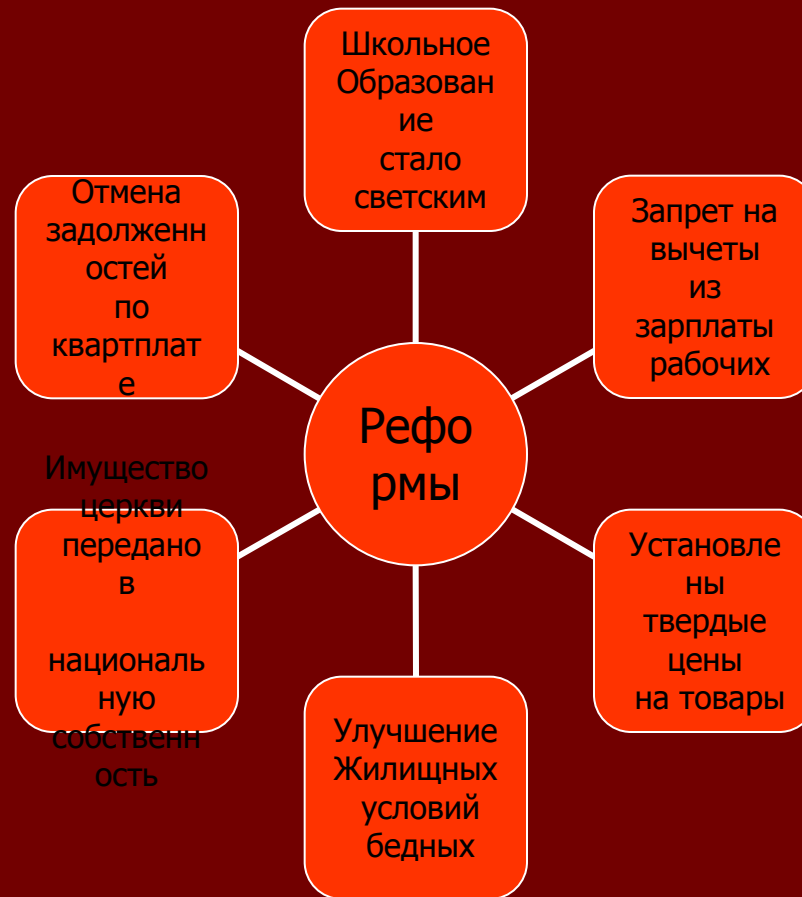 Школьное
Образован
ие
стало
светским
Отмена
задолженн
остей
по
квартплат
е
Запрет на
вычеты
из
зарплаты
рабочих
Рефо
рмы
Имущество
церкви
передано
в
националь
ную
собственн
ость
Установле
ны
твердые
цены
на товары
Улучшение
Жилищных
условий
бедных